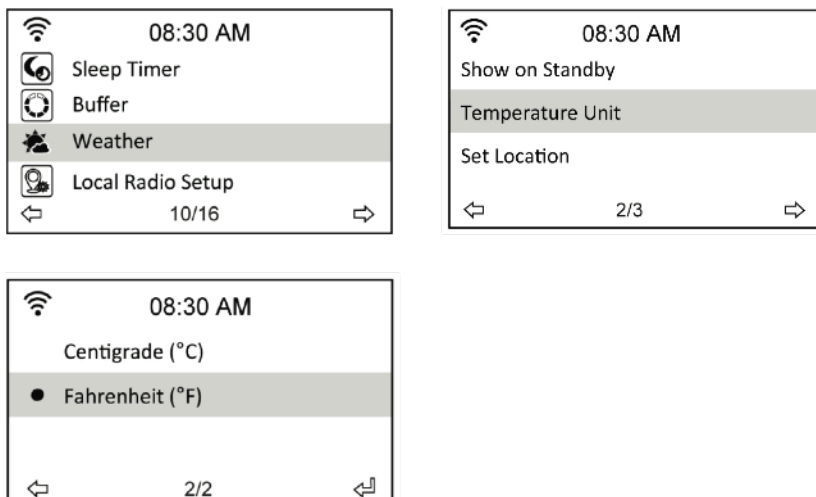 08:30 AM
Sleep Timer
Buffer
Weather
Local Radio Setup
10/16
08:30 AM
Show on Standby
Temperature Unit
Set Location
2/3
08:30 AM
Centigrade (°C)
Fahrenheit (°F)
2/2